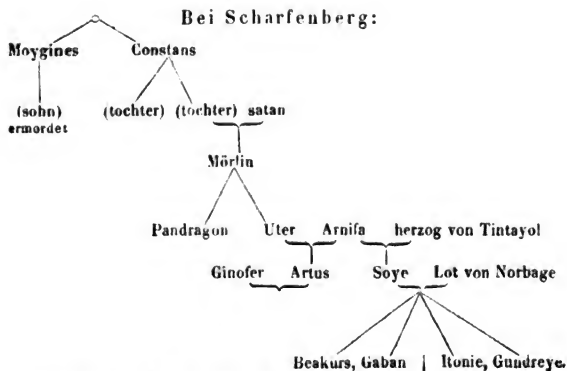 Bei Scharfenberg:
Moygines Constans
(sohn) (tochter) (tochter) satan
ermordet
Mörlin
Pandragon Uter Arnifa herzog von Tintayol
Ginofer Artus Soye Lot von Norbage
Beakurs, Gaban Itonie, Gundreye.